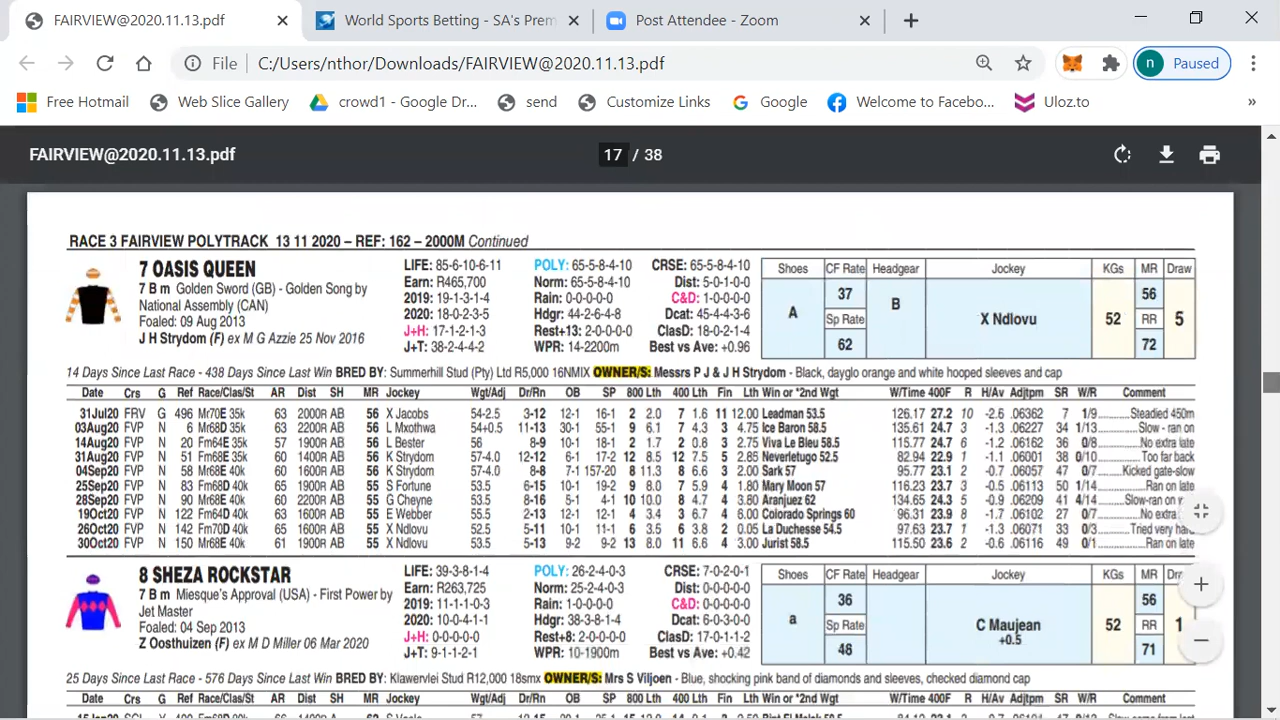 FAIRVIEW@2020.11.13.pdf
World Sports Betting - SA's Prem
Post Attendee - Zoom
File C:/Users/nthor/Downloads/FAIRVIEW@2020.11.13.pdf n Paused
Free Hotmail Web Slice Gallery crowd1 - Google Dr... send Customize Links Google Welcome to Facebo... Uloz.to »
FAIRVIEW@2020.11.13.pdf 17 / 38
RACE 3 FAIRVIEW POLYTRACK 13 11 2020 – REF: 162 – 2000M Continued
7 OASIS QUEEN
7 B m Golden Sword (GB) - Golden Song by
National Assembly (CAN)
Foaled: 09 Aug 2013
J H Strydom (F) ex M G Azzie 25 Nov 2016
LIFE: 85-6-10-6-11 POLY: 65-5-8-4-10 CRSE: 65-5-8-4-10
Earn: R465,700 Norm: 65-5-8-4-10 Dist: 5-0-1-0-0
2019: 19-1-3-1-4 Rain: 0-0-0-0-0 C&D: 1-0-0-0-0
2020: 18-0-2-3-5 Hdgr: 44-2-6-4-8 Dcat: 45-4-4-3-6
J+H: 17-1-2-1-3 Rest+13: 2-0-0-0-0 ClasD: 18-0-2-1-4
J+T: 38-2-4-4-2 WPR: 14-2200m Best vs Ave: +0.96
Shoes CF Rate Headgear Jockey KGs MR Draw
A 37 B X Ndlovu 52 56 5
Sp Rate RR
62 72
14 Days Since Last Race - 438 Days Since Last Win BRED BY: Summerhill Stud (Pty) Ltd R5,000 16NMIX OWNER/S: Messrs P J & J H Strydom - Black, dayglo orange and white hooped sleeves and cap
Date Crs G Ref Race/Clas/St AR Dist SH MR Jockey Wgt/Adj Dr/Rn OB SP 800 Lth 400 Lth Fin Lth Win or *2nd Wgt W/Time 400F R H/Av Adjtpm SR W/R Comment
31Jul20 FRV G 496 Mr70E 35k 63 2000R AB 56 X Jacobs 54-2.5 3-12 12-1 16-1 2 2.0 7 1.6 11 12.00 Leadman 53.5 126.17 27.2 10 -2.6 .06362 7 1/9 Steadied 450m
03Aug20 FVP N 6 Mr68D 35k 63 2200R AB 56 L Mxothwa 54+0.5 11-13 30-1 55-1 9 6.1 7 4.3 3 4.75 Ice Baron 58.5 135.61 24.7 3 -1.3 .06227 34 1/13 Slow - ran on
14Aug20 FVP N 20 Fm64E 35k 57 1900R AB 56 L Bester 56 8-9 10-1 18-1 2 1.7 2 0.8 3 2.75 Viva Le Bleu 58.5 115.77 24.7 6 -1.2 .06162 36 0/8 No extra late
31Aug20 FVP N 51 Fm68E 35k 60 1400R AB 56 K Strydom 57-4.0 12-12 6-1 17-2 12 8.5 12 7.5 5 2.85 Neverletugo 52.5 82.94 22.9 1 -1.1 .06001 38 0/10 Too far back
04Sep20 FVP N 58 Mr68E 40k 60 1600R AB 56 K Strydom 57-4.0 8-8 7-1 157-20 8 11.3 8 6.6 3 2.00 Sark 57 95.77 23.1 2 -0.7 .06057 47 0/7 Kicked gate-slow
25Sep20 FVP N 83 Fm68D 40k 65 1900R AB 55 S Fortune 53.5 6-15 10-1 19-2 9 8.0 7 5.9 4 1.80 Mary Moon 57 116.23 23.7 3 -0.5 .06113 50 1/14 Ran on late
28Sep20 FVP N 90 Mr68E 40k 60 2200R AB 55 G Cheyne 53.5 8-16 5-1 4-1 10 10.0 8 4.7 4 3.80 Aranjuez 62 134.65 24.3 5 -0.9 .06209 41 4/14 Slow-ran on
19Oct20 FVP N 122 Fm64D 40k 63 1600R AB 55 E Webber 53.5 2-13 12-1 12-1 4 3.4 3 6.7 4 6.00 Colorado Springs 60 96.31 23.9 8 -1.7 .06102 27 0/7 No extra
26Oct20 FVP N 142 Fm70D 40k 65 1600R AB 55 X Ndlovu 52.5 5-11 10-1 11-1 6 3.5 6 3.8 2 0.05 La Duchesse 54.5 97.63 23.7 1 -1.3 .06071 33 0/3 Tried very har
30Oct20 FVP N 150 Mr68E 40k 61 1900R AB 55 X Ndlovu 53.5 5-13 9-2 9-2 13 8.0 11 6.6 4 3.00 Jurist 58.5 115.50 23.6 2 -0.6 .06116 49 0/1 Ran on late
8 SHEZA ROCKSTAR
7 B m Miesque's Approval (USA) - First Power by
Jet Master
Foaled: 04 Sep 2013
Z Oosthuizen (F) ex M D Miller 06 Mar 2020
LIFE: 39-3-8-1-4 POLY: 26-2-4-0-3 CRSE: 7-0-2-0-1
Earn: R263,725 Norm: 25-2-4-0-3 Dist: 0-0-0-0-0
2019: 11-1-1-0-3 Rain: 1-0-0-0-0 C&D: 0-0-0-0-0
2020: 10-0-4-1-1 Hdgr: 38-3-8-1-4 Dcat: 6-0-3-0-0
J+H: 0-0-0-0-0 Rest+8: 2-0-0-0-0 ClasD: 17-0-1-1-2
J+T: 9-1-1-2-1 WPR: 10-1900m Best vs Ave: +0.42
Shoes CF Rate Headgear Jockey KGs MR
a 36 C Maujean +0.5 52 56
Sp Rate RR
48 71
25 Days Since Last Race - 576 Days Since Last Win BRED BY: Klawervlei Stud R12,000 18smx OWNER/S: Mrs S Viljoen - Blue, shocking pink band of diamonds and sleeves, checked diamond cap
Date Crs G Ref Race/Clas/St AR Dist SH MR Jockey Wgt/Adj Dr/Rn OB SP 800 Lth 400 Lth Fin Lth Win or *2nd Wgt W/Time 400F R H/Av Adjtpm SR W/R Comment